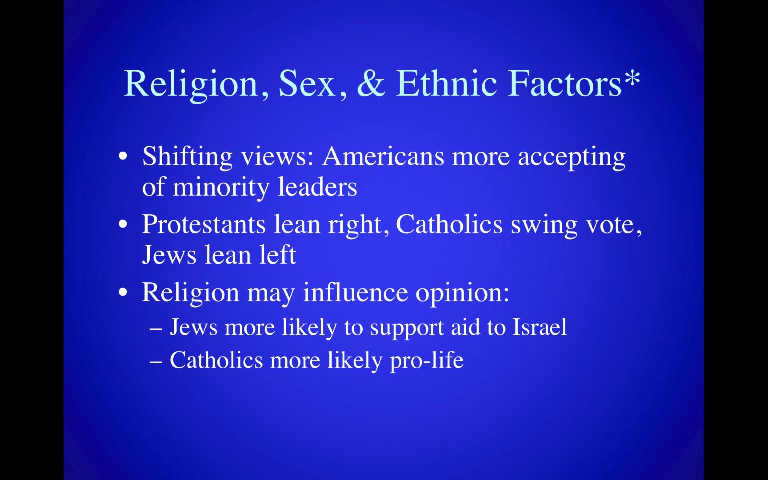 Religion, Sex, & Ethnic Factors*
• Shifting views: Americans more accepting
of minority leaders
• Protestants lean right, Catholics swing vote,
Jews lean left
• Religion may influence opinion:
– Jews more likely to support aid to Israel
– Catholics more likely pro-life